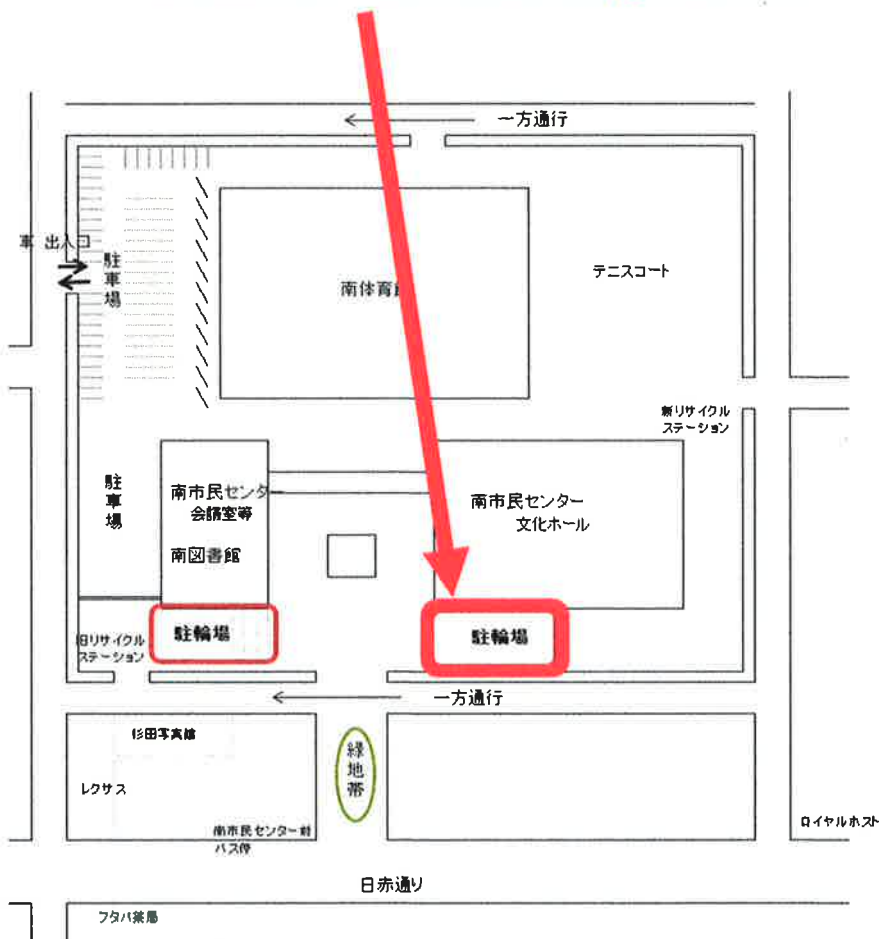 一方通行
車 出入口
駐車場
南体育館
テニスコート
新リサイクル
ステーション
駐車場
南市民センター
会議室等
南図書館
南市民センター
文化ホール
旧リサイクル
ステーション
駐輪場
駐輪場
一方通行
杉田写真館
緑地帯
レクサス
南市民センター前
バス停
ロイヤルホスト
日赤通り
フタバ薬局